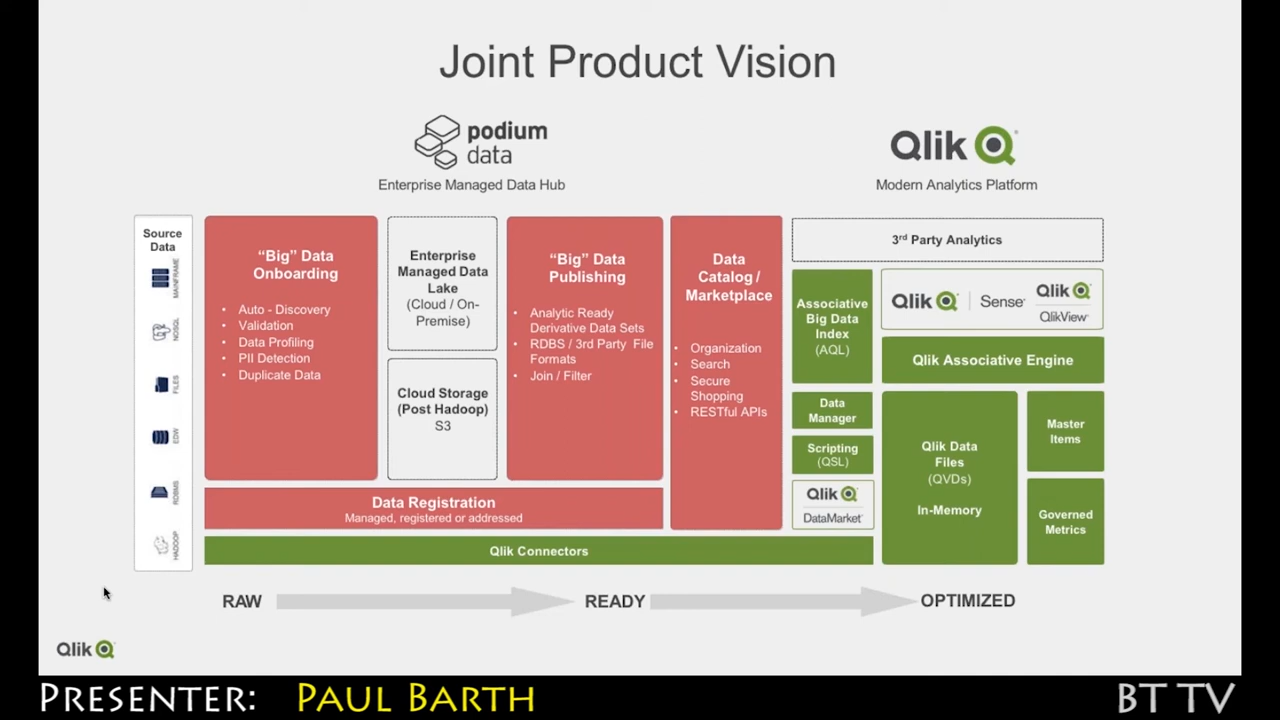 Joint Product Vision
podium
data
Enterprise Managed Data Hub
Qlik
Modern Analytics Platform
Source
Data
MAINFRAME
NOSQL
FILES
EDW
RDBMS
HADOOP
“Big” Data
Onboarding
• Auto - Discovery
• Validation
• Data Profiling
• PII Detection
• Duplicate Data
Enterprise
Managed Data
Lake
(Cloud / On-
Premise)
Cloud Storage
(Post Hadoop)
S3
“Big” Data
Publishing
• Analytic Ready
Derivative Data Sets
• RDBS / 3rd Party File
Formats
• Join / Filter
Data Registration
Managed, registered or addressed
Data
Catalog /
Marketplace
• Organization
• Search
• Secure
Shopping
• RESTful APIs
3rd Party Analytics
Associative
Big Data
Index
(AQL)
Qlik Sense®
Qlik
QlikView®
Qlik Associative Engine
Data
Manager
Scripting
(QSL)
Qlik
DataMarket®
Qlik Data
Files
(QVDs)
In-Memory
Master
Items
Governed
Metrics
Qlik Connectors
RAW READY OPTIMIZED
Qlik
Presenter: Paul Barth
BT TV